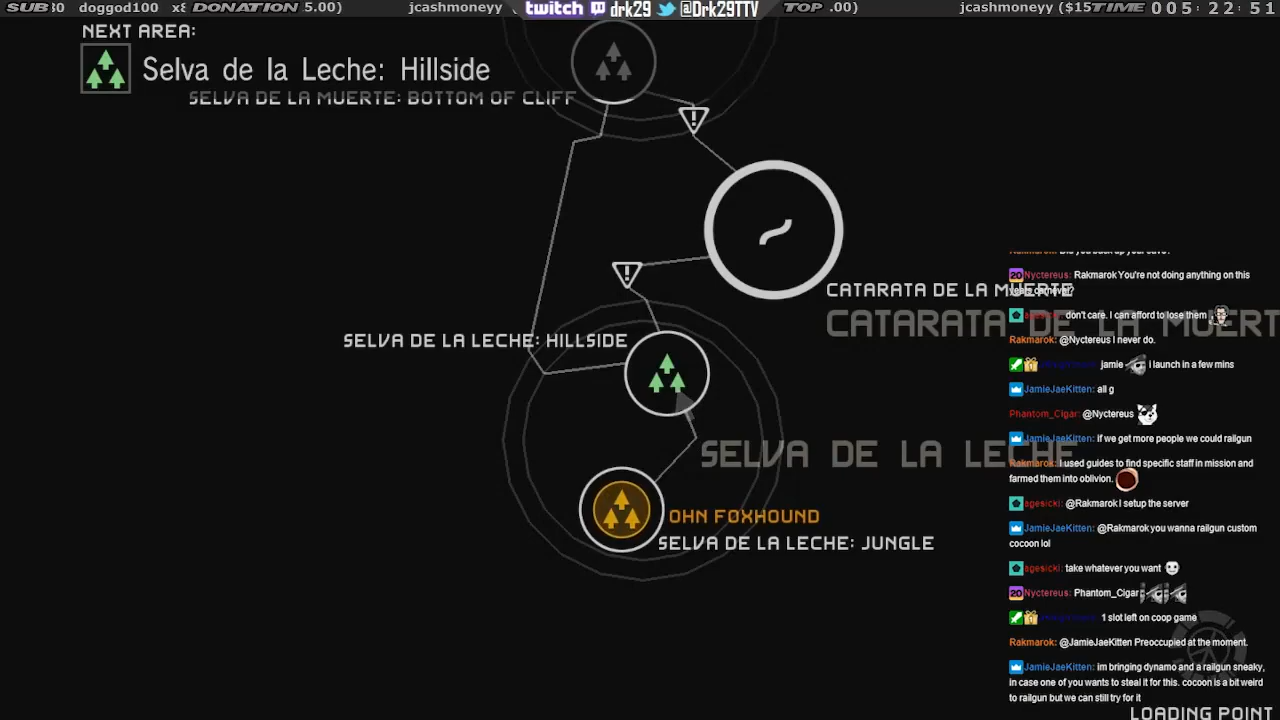 SUB:30 doggod100 x6 DONATION 5.00) jcashmoneyy twitch drk29 @Drk29TTV TOP .00) jcashmoneyy ($15TIME 005:22:51
NEXT AREA:
Selva de la Leche: Hillside
SELVA DE LA MUERTE: BOTTOM OF CLIFF
CATARATA DE LA MUERTE
CATARATA DE LA MUERT
SELVA DE LA LECHE: HILLSIDE
SELVA DE LA LECHE
OHN FOXHOUND
SELVA DE LA LECHE: JUNGLE
Nyctereus: Rakmarok You're not doing anything on this
years carnevil?
agesicki: don't care. I can afford to lose them
Rakmarok: @Nyctereus I never do.
jamie i launch in a few mins
JamieJaeKitten: all g
Phantom_Cigar: @Nyctereus
JamieJaeKitten: if we get more people we could railgun
Rakmarok: I used guides to find specific staff in mission and
farmed them into oblivion.
agesicki: @Rakmarok I setup the server
JamieJaeKitten: @Rakmarok you wanna railgun custom
cocoon lol
agesicki: take whatever you want
Nyctereus: Phantom_Cigar
1 slot left on coop game
Rakmarok: @JamieJaeKitten Preoccupied at the moment.
JamieJaeKitten: im bringing dynamo and a railgun sneaky,
in case one of you wants to steal it for this. cocoon is a bit weird
to railgun but we can still try for it
LOADING POINT